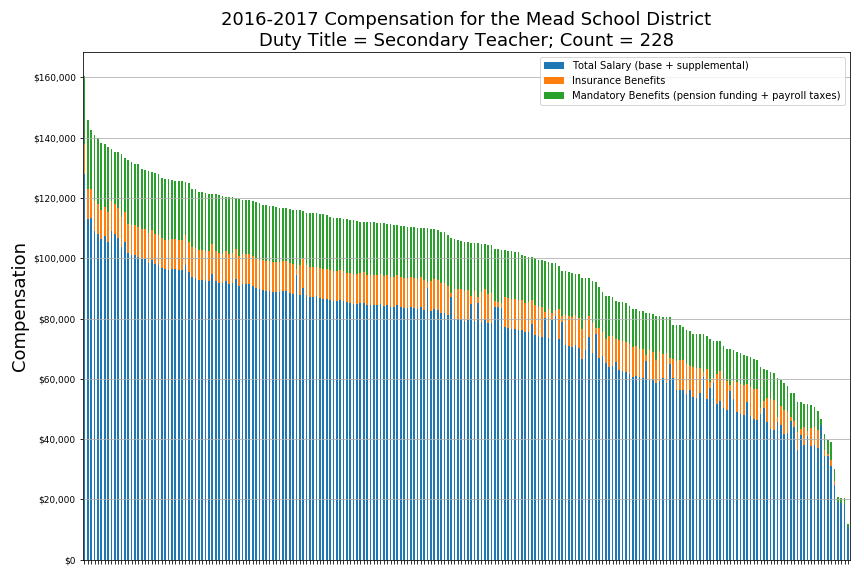 2016-2017 Compensation for the Mead School District
Duty Title = Secondary Teacher; Count = 228
Total Salary (base + supplemental)
Insurance Benefits
Mandatory Benefits (pension funding + payroll taxes)
Compensation
$160,000
$140,000
$120,000
$100,000
$80,000
$60,000
$40,000
$20,000
$0